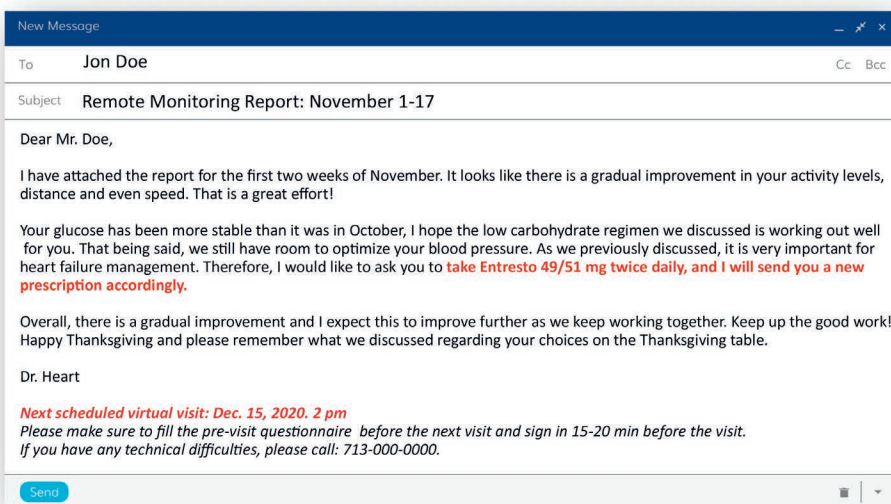 New Message
To Jon Doe Cc Bcc
Subject Remote Monitoring Report: November 1-17
Dear Mr. Doe,
I have attached the report for the first two weeks of November. It looks like there is a gradual improvement in your activity levels,
distance and even speed. That is a great effort!
Your glucose has been more stable than it was in October, I hope the low carbohydrate regimen we discussed is working out well
for you. That being said, we still have room to optimize your blood pressure. As we previously discussed, it is very important for
heart failure management. Therefore, I would like to ask you to take Entresto 49/51 mg twice daily, and I will send you a new
prescription accordingly.
Overall, there is a gradual improvement and I expect this to improve further as we keep working together. Keep up the good work!
Happy Thanksgiving and please remember what we discussed regarding your choices on the Thanksgiving table.
Dr. Heart
Next scheduled virtual visit: Dec. 15, 2020. 2 pm
Please make sure to fill the pre-visit questionnaire before the next visit and sign in 15-20 min before the visit.
If you have any technical difficulties, please call: 713-000-0000.
Send